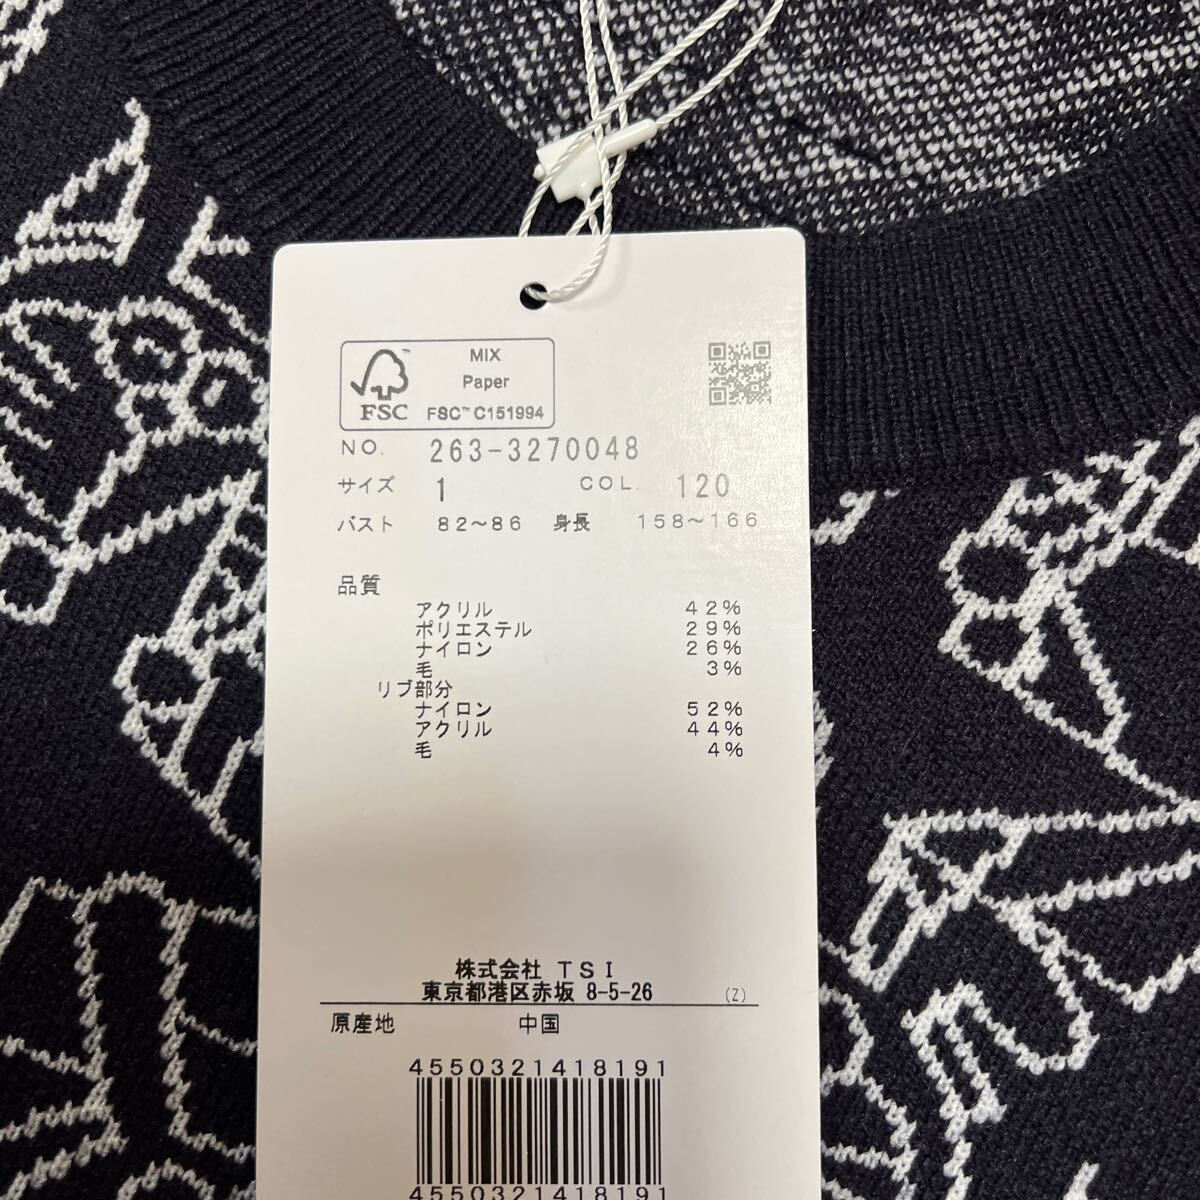 MIX
Paper
FSC™ C151994
FSC
NO. 263-3270048
サイズ 1 COL. 120
バスト 82〜86 身長 158〜166
品質
アクリル 42%
ポリエステル 29%
ナイロン 26%
毛 3%
リブ部分
ナイロン 52%
アクリル 44%
毛 4%
株式会社 TSI
東京都港区赤坂 8-5-26 (Z)
原産地 中国
4550321418191
4550321418191